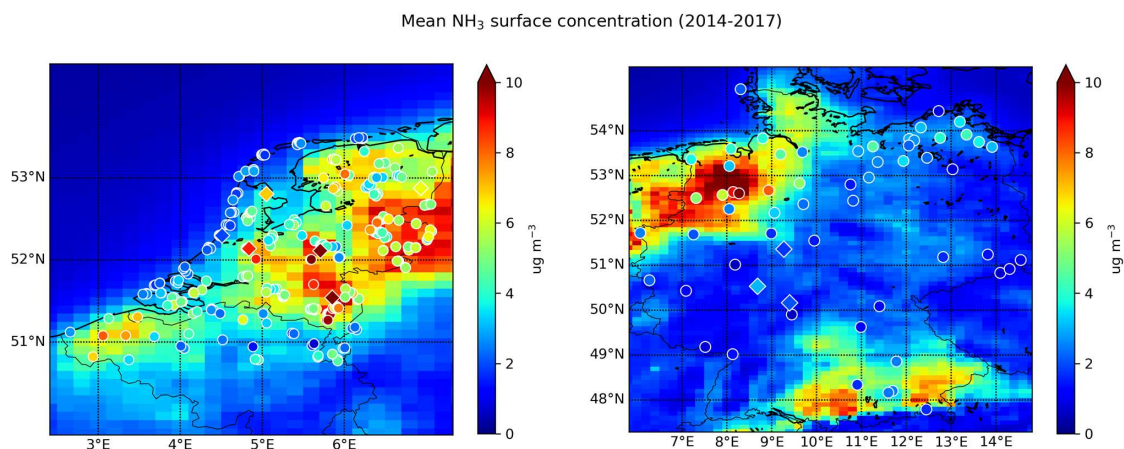 Mean NH₃ surface concentration (2014-2017)
53°N
52°N
51°N
3°E 4°E 5°E 6°E
10
8
6
4
2
0
ug m⁻³
54°N
53°N
52°N
51°N
50°N
49°N
48°N
7°E 8°E 9°E 10°E 11°E 12°E 13°E 14°E
10
8
6
4
2
0
ug m⁻³